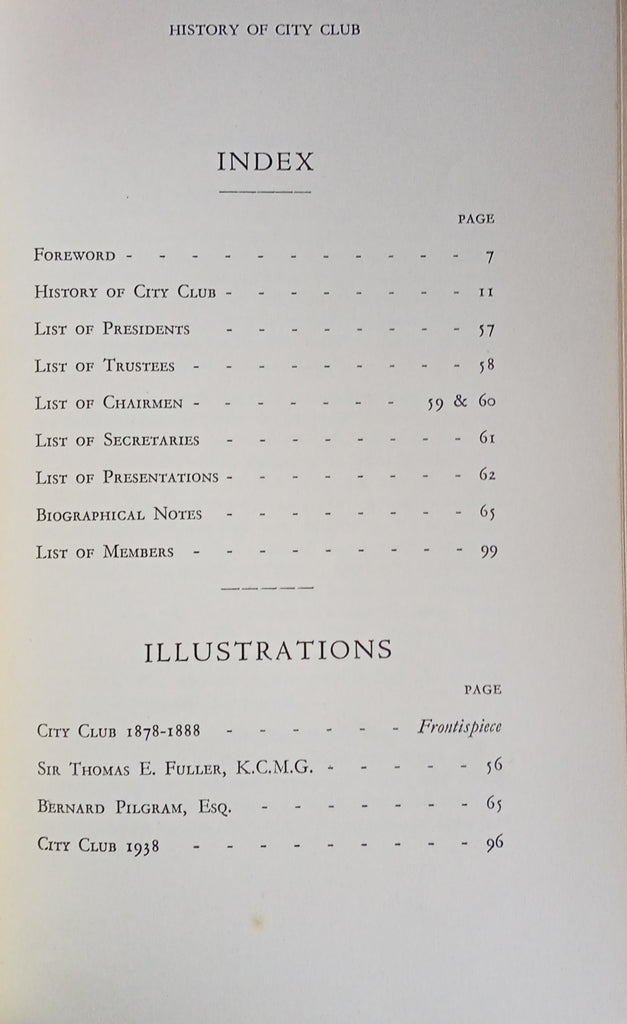 HISTORY OF CITY CLUB
INDEX
PAGE
FOREWORD - - - - - - - - - - - 7
HISTORY OF CITY CLUB - - - - - - - - 11
LIST OF PRESIDENTS - - - - - - - - 57
LIST OF TRUSTEES - - - - - - - - - 58
LIST OF CHAIRMEN - - - - - - - 59 & 60
LIST OF SECRETARIES - - - - - - - - 61
LIST OF PRESENTATIONS - - - - - - - - 62
BIOGRAPHICAL NOTES - - - - - - - - 65
LIST OF MEMBERS - - - - - - - - - 99
ILLUSTRATIONS
PAGE
CITY CLUB 1878-1888 - - - - - - Frontispiece
SIR THOMAS E. FULLER, K.C.M.G. - - - - - 56
BERNARD PILGRAM, ESQ. - - - - - - - 65
CITY CLUB 1938 - - - - - - - - - 96